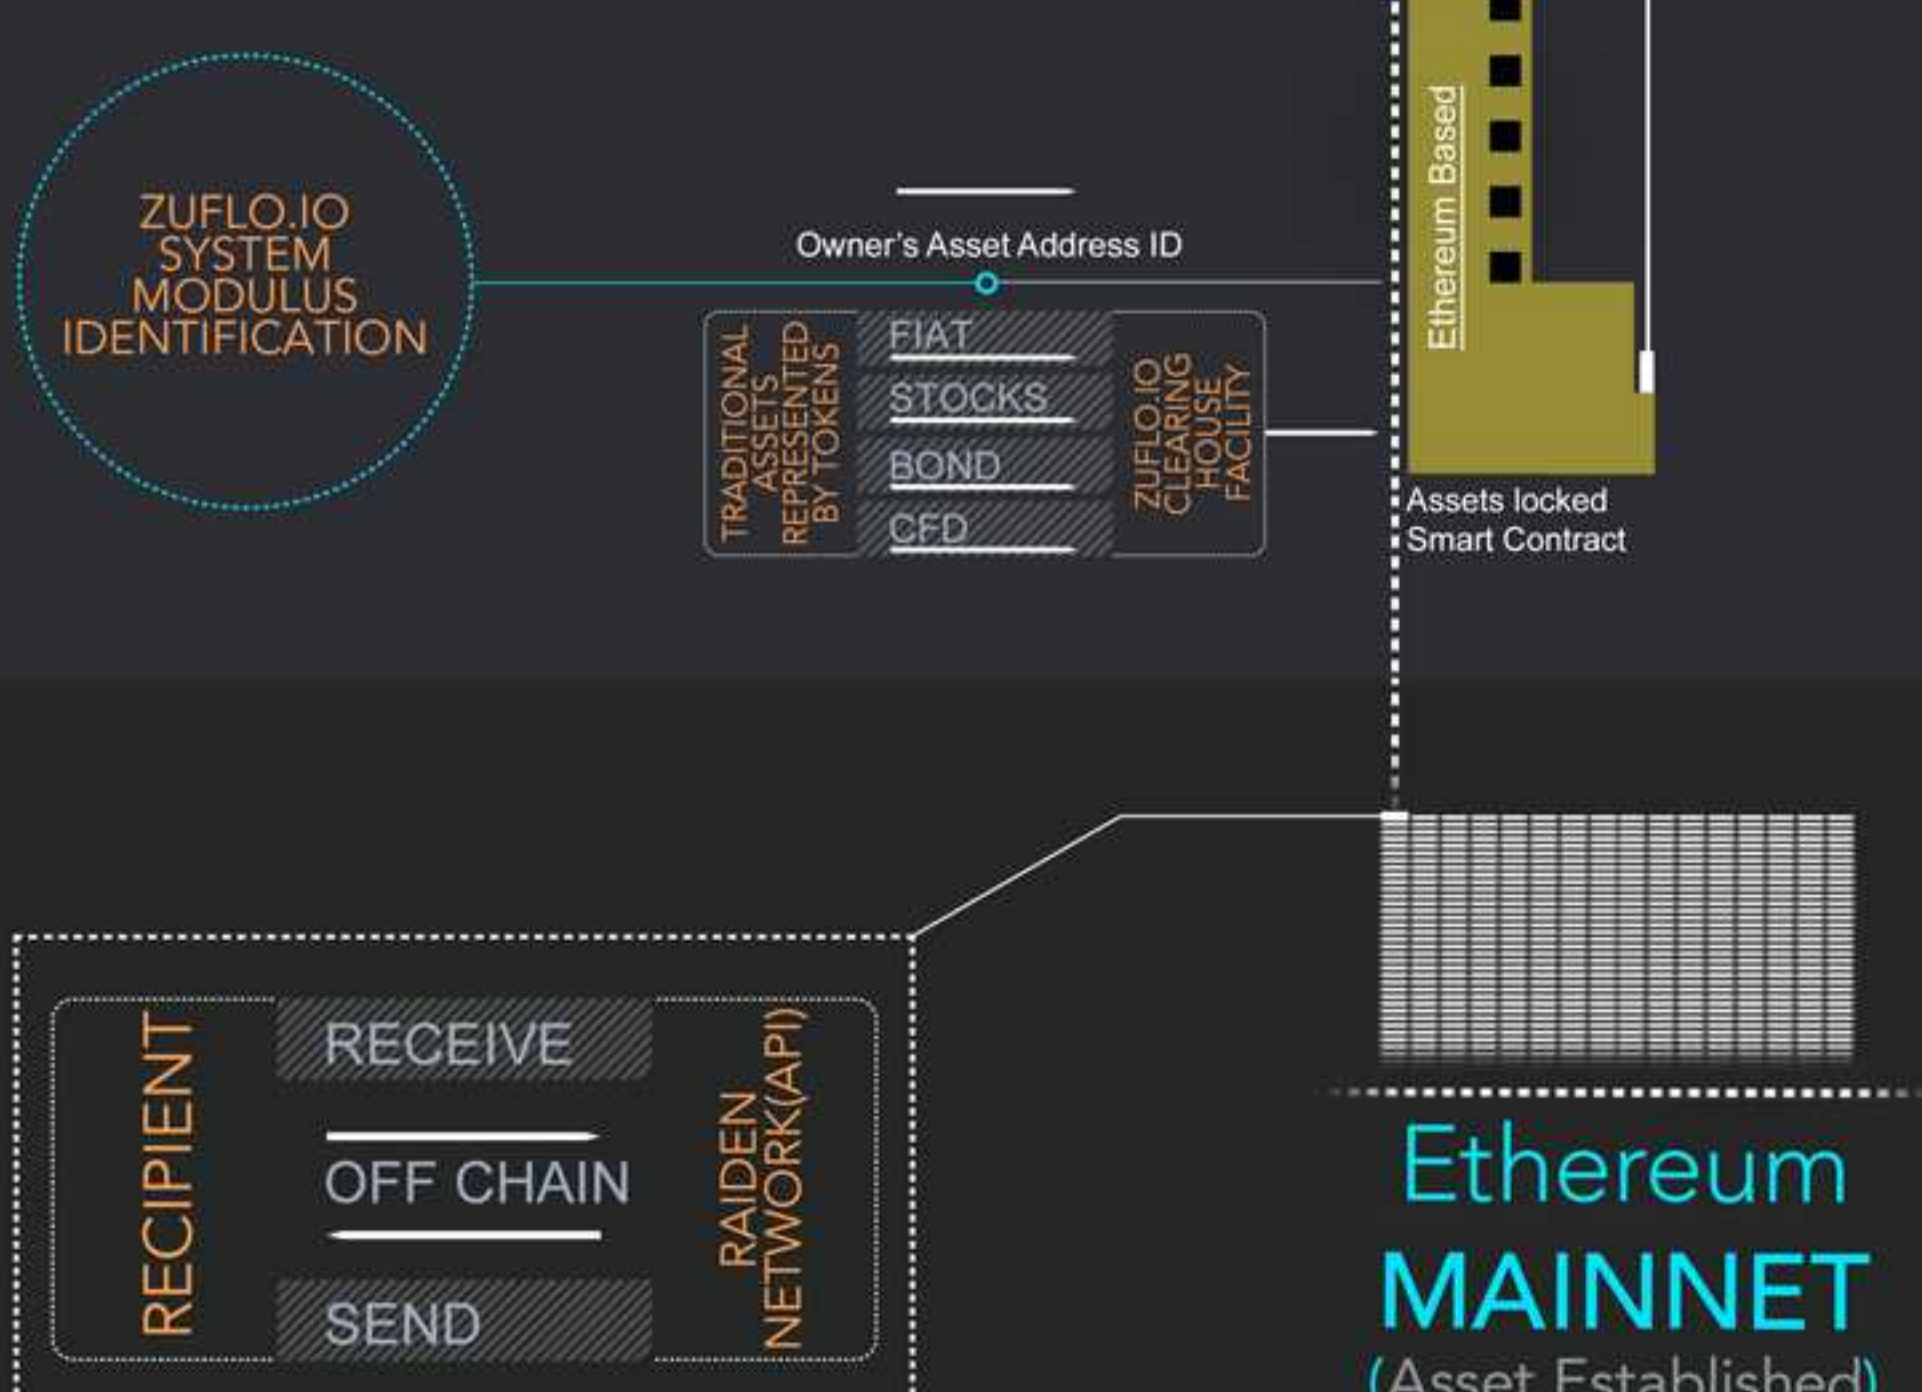 ZUFLO.IO
SYSTEM
MODULUS
IDENTIFICATION
Owner's Asset Address ID
TRADITIONAL
ASSETS
REPRESENTED
BY TOKENS
FIAT
STOCKS
BOND
CFD
ZUFLO.IO
CLEARING
HOUSE
FACILITY
Ethereum Based
Assets locked
Smart Contract
RECIPIENT
RECEIVE
OFF CHAIN
SEND
RAIDEN
NETWORK(API)
Ethereum
MAINNET
(Asset Established)